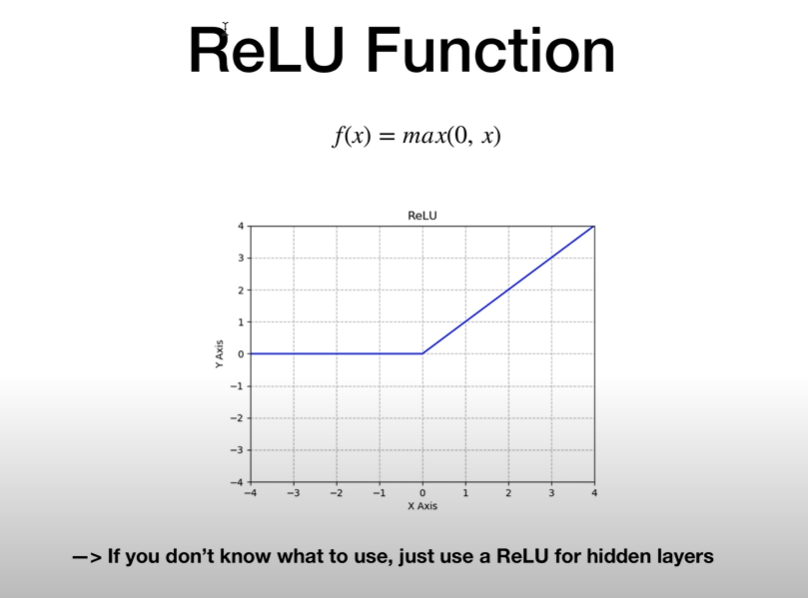 ReLU Function
f(x) = max(0, x)
ReLU
4
3
2
1
0
−1
−2
−3
−4
Y Axis
−4 −3 −2 −1 0 1 2 3 4
X Axis
—> If you don’t know what to use, just use a ReLU for hidden layers